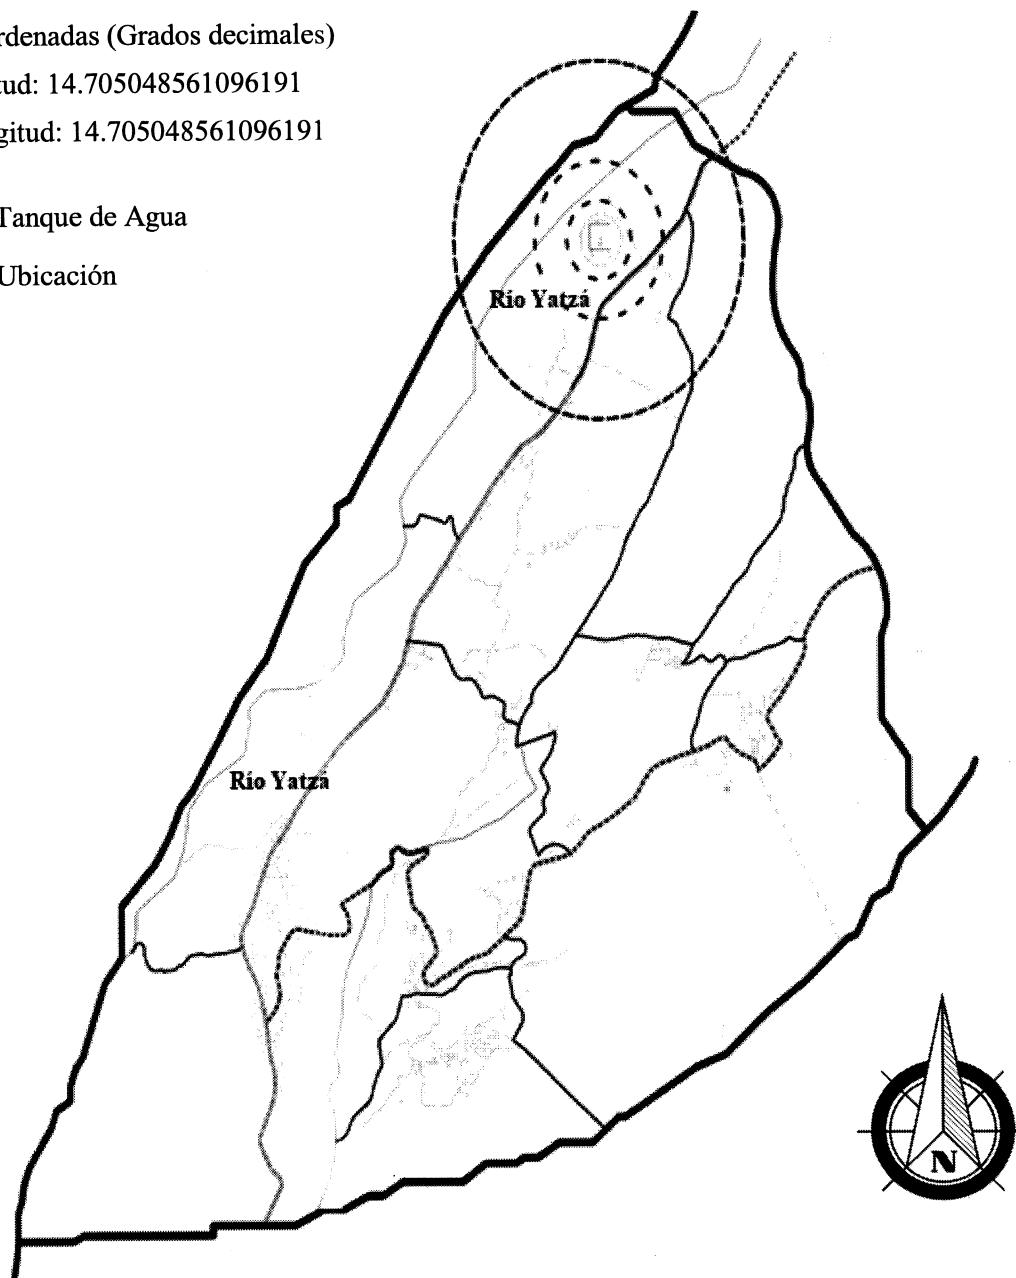 rdenadas (Grados decimales)
tud: 14.705048561096191
gitud: 14.705048561096191
Tanque de Agua
Ubicación
Río Yatzá
Río Yatzá
N